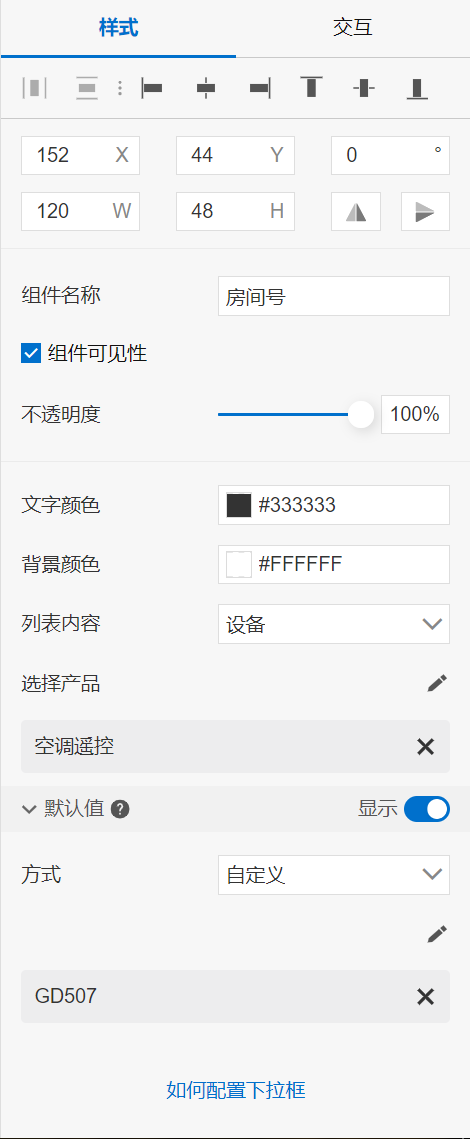 样式 交互
152 X 44 Y 0 °
120 W 48 H
组件名称 房间号
组件可见性
不透明度 100%
文字颜色 #333333
背景颜色 #FFFFFF
列表内容 设备
选择产品
空调遥控
默认值 ? 显示
方式 自定义
GD507
如何配置下拉框